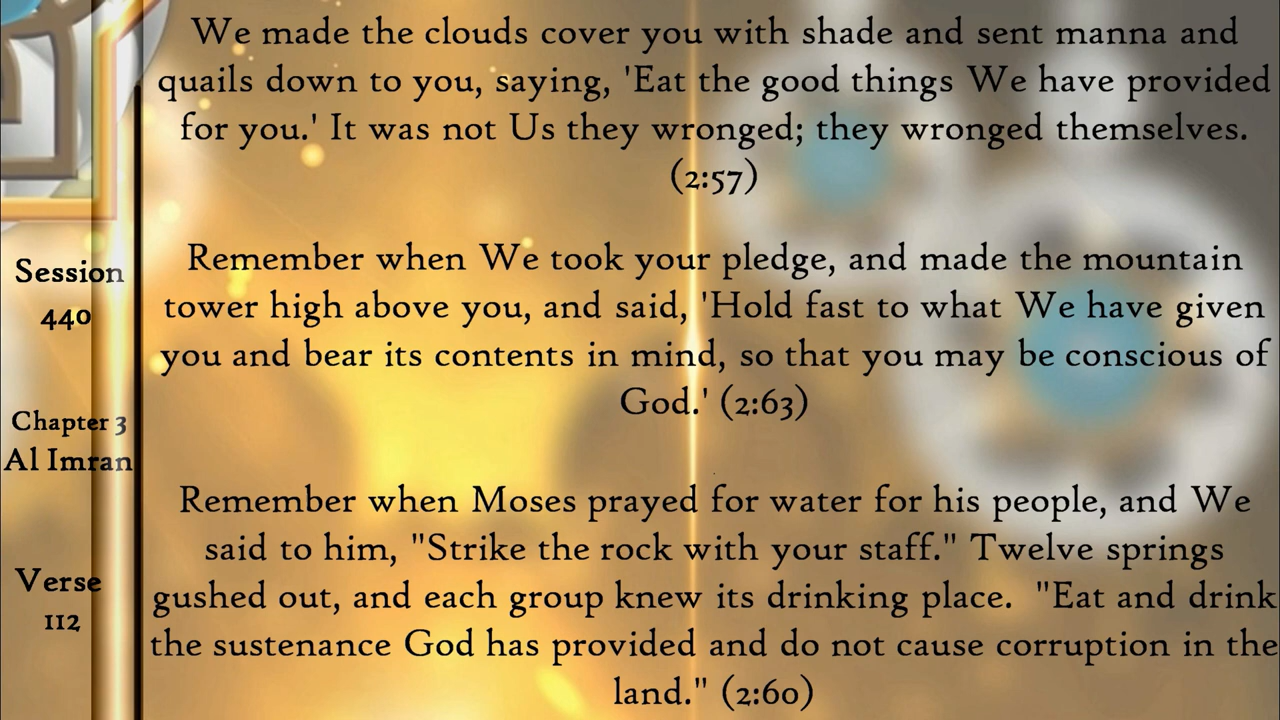 We made the clouds cover you with shade and sent manna and
quails down to you, saying, 'Eat the good things We have provided
for you.' It was not Us they wronged; they wronged themselves.
(2:57)
Remember when We took your pledge, and made the mountain
tower high above you, and said, 'Hold fast to what We have given
you and bear its contents in mind, so that you may be conscious of
God.' (2:63)
Remember when Moses prayed for water for his people, and We
said to him, "Strike the rock with your staff." Twelve springs
gushed out, and each group knew its drinking place. "Eat and drink
the sustenance God has provided and do not cause corruption in the
land." (2:60)
Session
440
Chapter 3
Al Imran
Verse
112